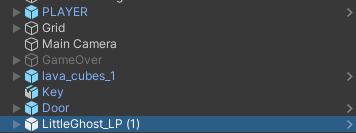 PLAYER
Grid
Main Camera
GameOver
lava_cubes_1
Key
Door
LittleGhost_LP (1)